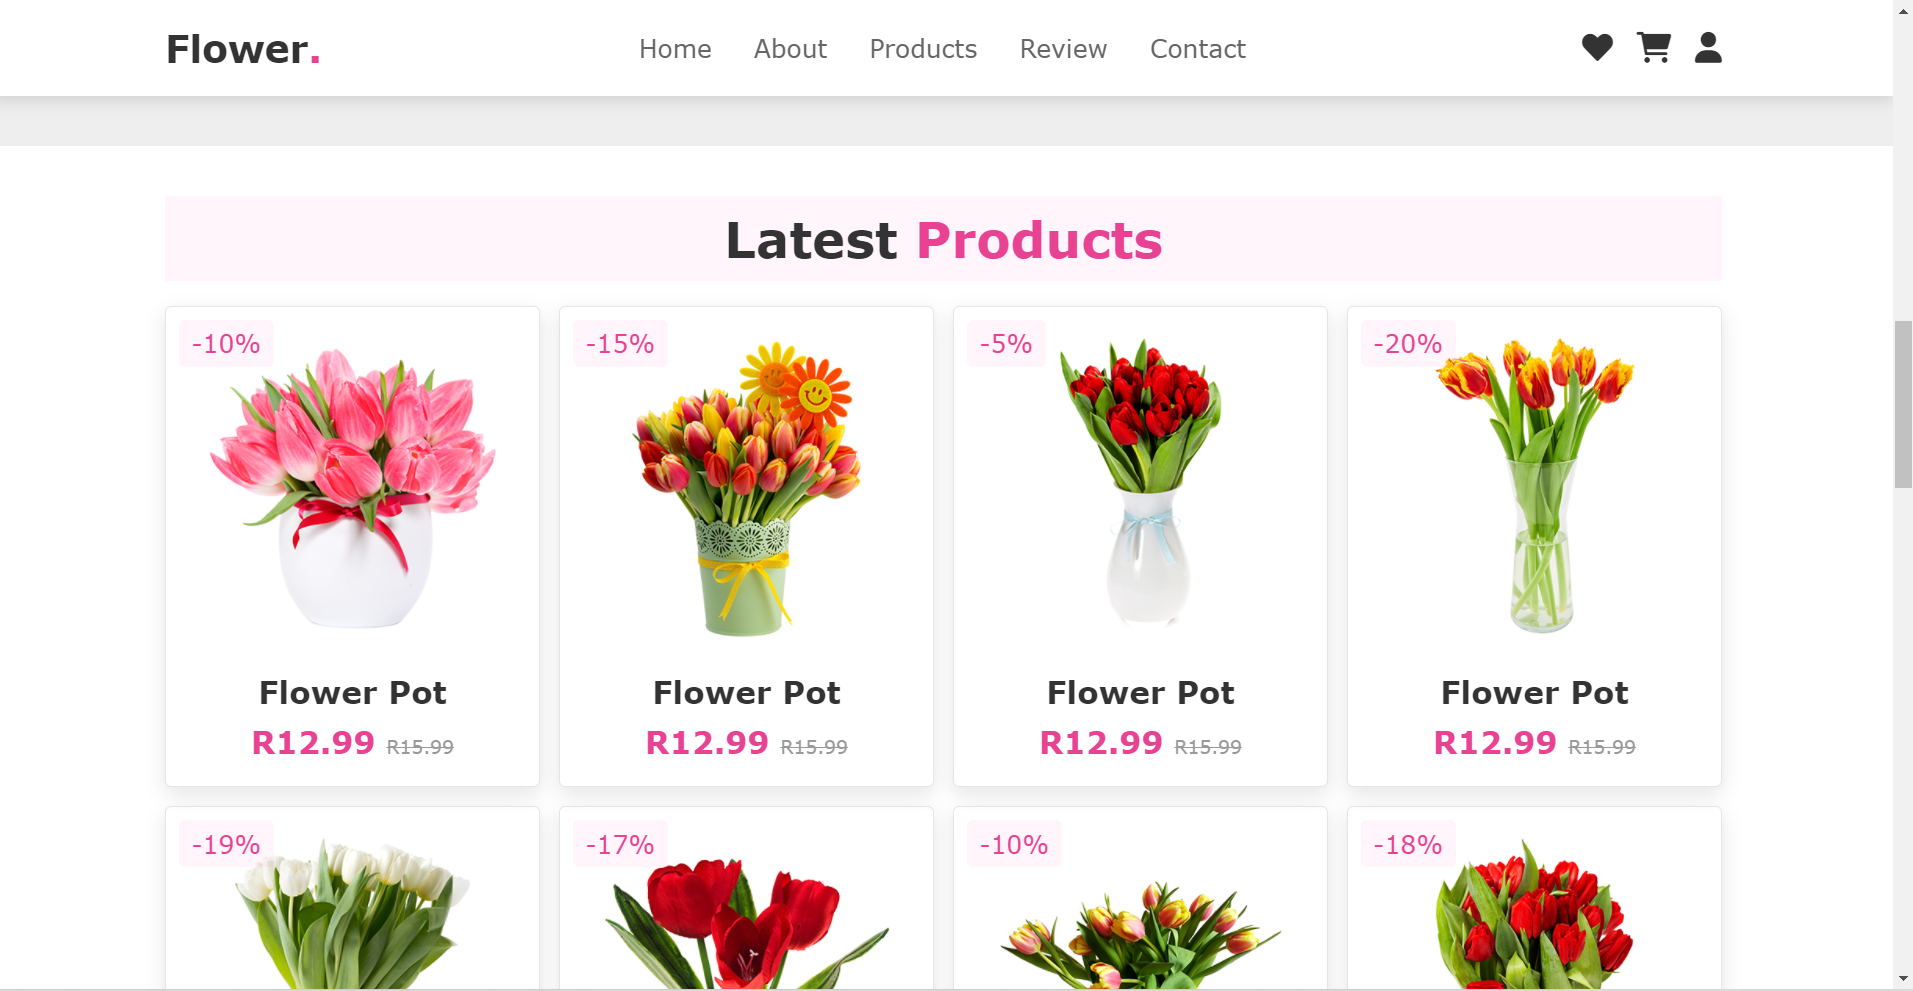 Flower.
Home About Products Review Contact
Latest Products
-10% -15% -5% -20%
Flower Pot Flower Pot Flower Pot Flower Pot
R12.99 R15.99 R12.99 R15.99 R12.99 R15.99 R12.99 R15.99
-19% -17% -10% -18%